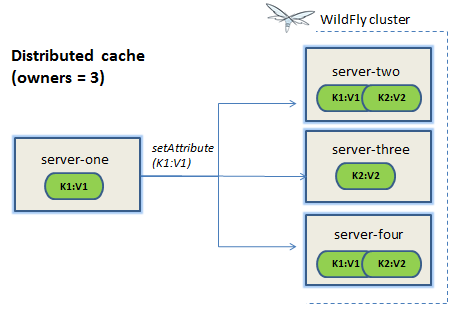 WildFly cluster
Distributed cache
(owners = 3)
server-two
K1:V1 K2:V2
setAttribute
(K1:V1)
server-one
K1:V1
server-three
K2:V2
server-four
K1:V1 K2:V2